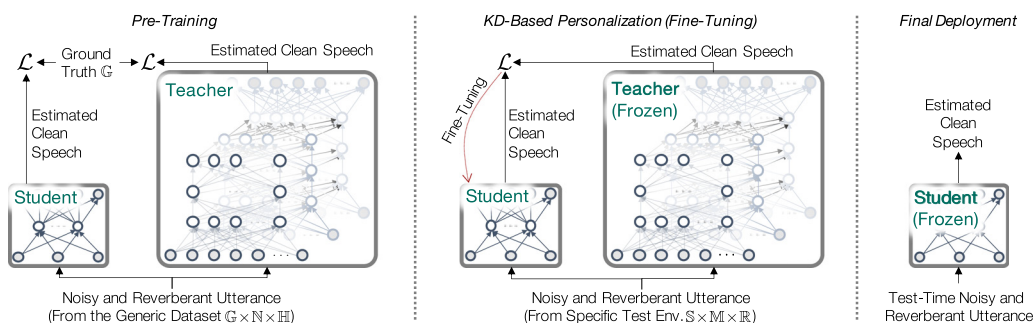 Pre-Training
KD-Based Personalization (Fine-Tuning)
Final Deployment
ℒ
Ground
Truth 𝔾
ℒ
Estimated Clean Speech
Teacher
Estimated
Clean
Speech
Student
Noisy and Reverberant Utterance
(From the Generic Dataset 𝔾×ℕ×ℍ)
ℒ
Estimated Clean Speech
Fine-Tuning
Teacher
(Frozen)
Estimated
Clean
Speech
Student
Noisy and Reverberant Utterance
(From Specific Test Env. 𝕊×𝕄×ℝ)
Estimated
Clean
Speech
Student
(Frozen)
Test-Time Noisy and
Reverberant Utterance